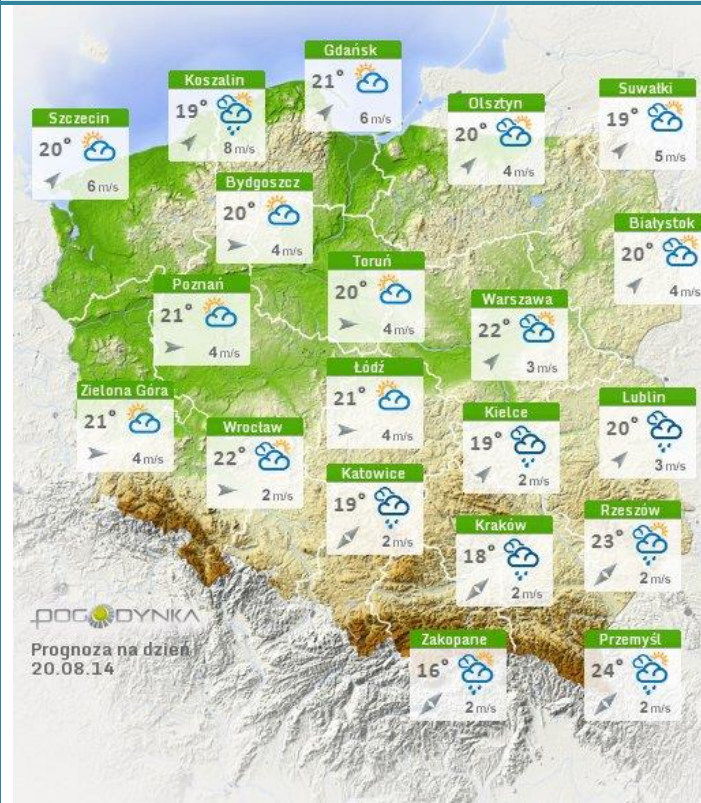 Gdańsk
21°
6 m/s
Koszalin
19°
8 m/s
Suwałki
19°
5 m/s
Olsztyn
20°
4 m/s
Szczecin
20°
6 m/s
Bydgoszcz
20°
4 m/s
Białystok
20°
4 m/s
Toruń
20°
4 m/s
Poznań
21°
4 m/s
Warszawa
22°
3 m/s
Łódź
21°
4 m/s
Zielona Góra
21°
4 m/s
Lublin
20°
3 m/s
Kielce
19°
2 m/s
Wrocław
22°
2 m/s
Katowice
19°
2 m/s
Rzeszów
23°
2 m/s
Kraków
18°
2 m/s
POGODYNKA
Prognoza na dzień
20.08.14
Zakopane
16°
2 m/s
Przemyśl
24°
2 m/s